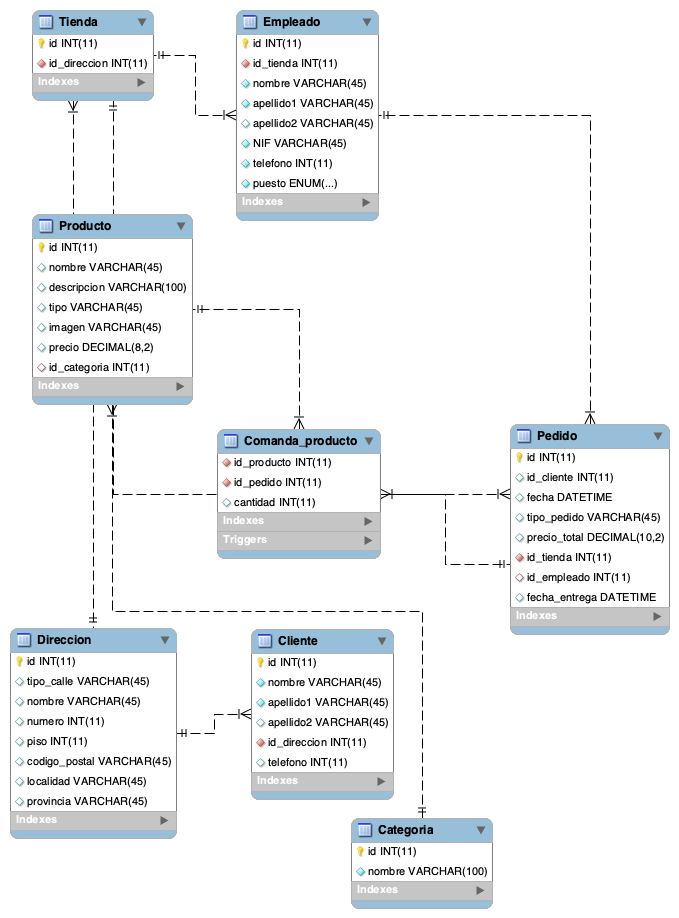 Tienda
id INT(11)
id_direccion INT(11)
Indexes
Empleado
id INT(11)
id_tienda INT(11)
nombre VARCHAR(45)
apellido1 VARCHAR(45)
apellido2 VARCHAR(45)
NIF VARCHAR(45)
telefono INT(11)
puesto ENUM(...)
Indexes
Producto
id INT(11)
nombre VARCHAR(45)
descripcion VARCHAR(100)
tipo VARCHAR(45)
imagen VARCHAR(45)
precio DECIMAL(8,2)
id_categoria INT(11)
Indexes
Comanda_producto
id_producto INT(11)
id_pedido INT(11)
cantidad INT(11)
Indexes
Triggers
Pedido
id INT(11)
id_cliente INT(11)
fecha DATETIME
tipo_pedido VARCHAR(45)
precio_total DECIMAL(10,2)
id_tienda INT(11)
id_empleado INT(11)
fecha_entrega DATETIME
Indexes
Direccion
id INT(11)
tipo_calle VARCHAR(45)
nombre VARCHAR(45)
numero INT(11)
piso INT(11)
codigo_postal VARCHAR(45)
localidad VARCHAR(45)
provincia VARCHAR(45)
Indexes
Cliente
id INT(11)
nombre VARCHAR(45)
apellido1 VARCHAR(45)
apellido2 VARCHAR(45)
id_direccion INT(11)
telefono INT(11)
Indexes
Categoria
id INT(11)
nombre VARCHAR(100)
Indexes